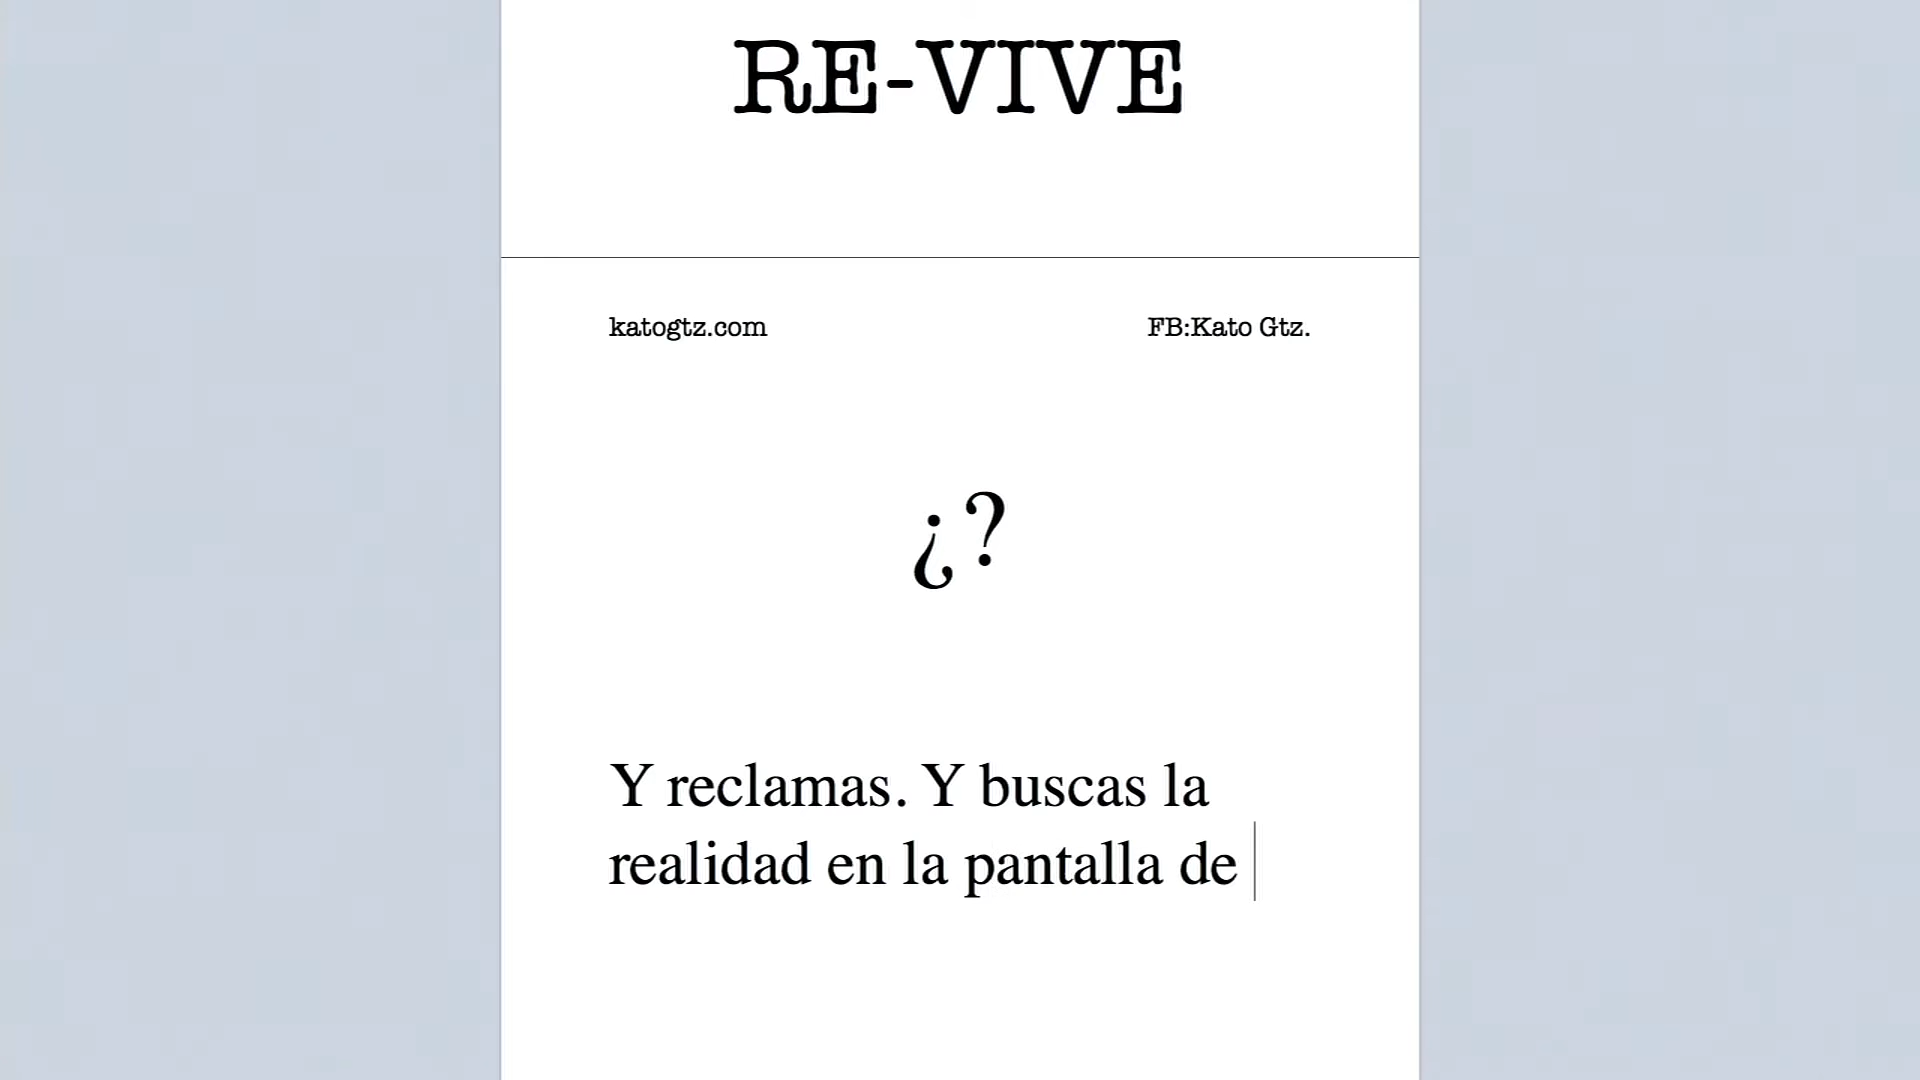 RE-VIVE
katogtz.com
FB:Kato Gtz.
¿?
Y reclamas. Y buscas la
realidad en la pantalla de